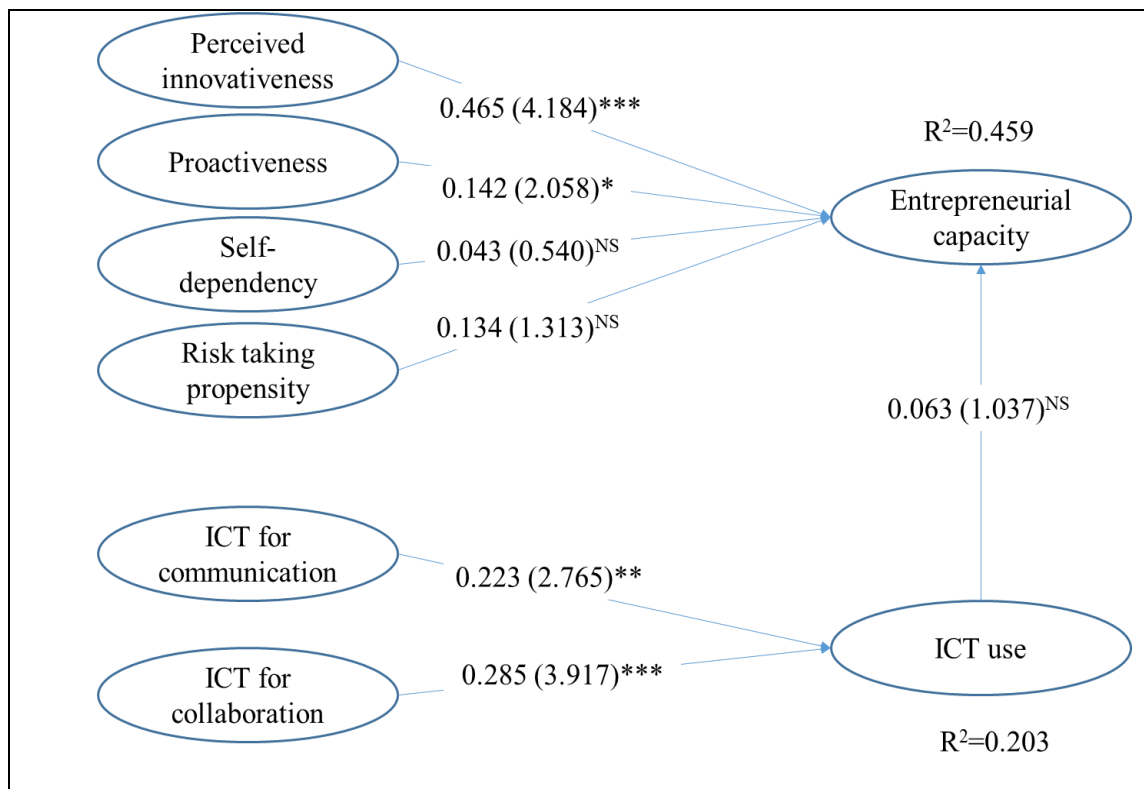 Perceived
innovativeness
0.465 (4.184)***
R²=0.459
Proactiveness
0.142 (2.058)*
Entrepreneurial
capacity
Self-
dependency
0.043 (0.540)ᴺˢ
0.134 (1.313)ᴺˢ
Risk taking
propensity
0.063 (1.037)ᴺˢ
ICT for
communication
0.223 (2.765)**
ICT use
ICT for
collaboration
0.285 (3.917)***
R²=0.203